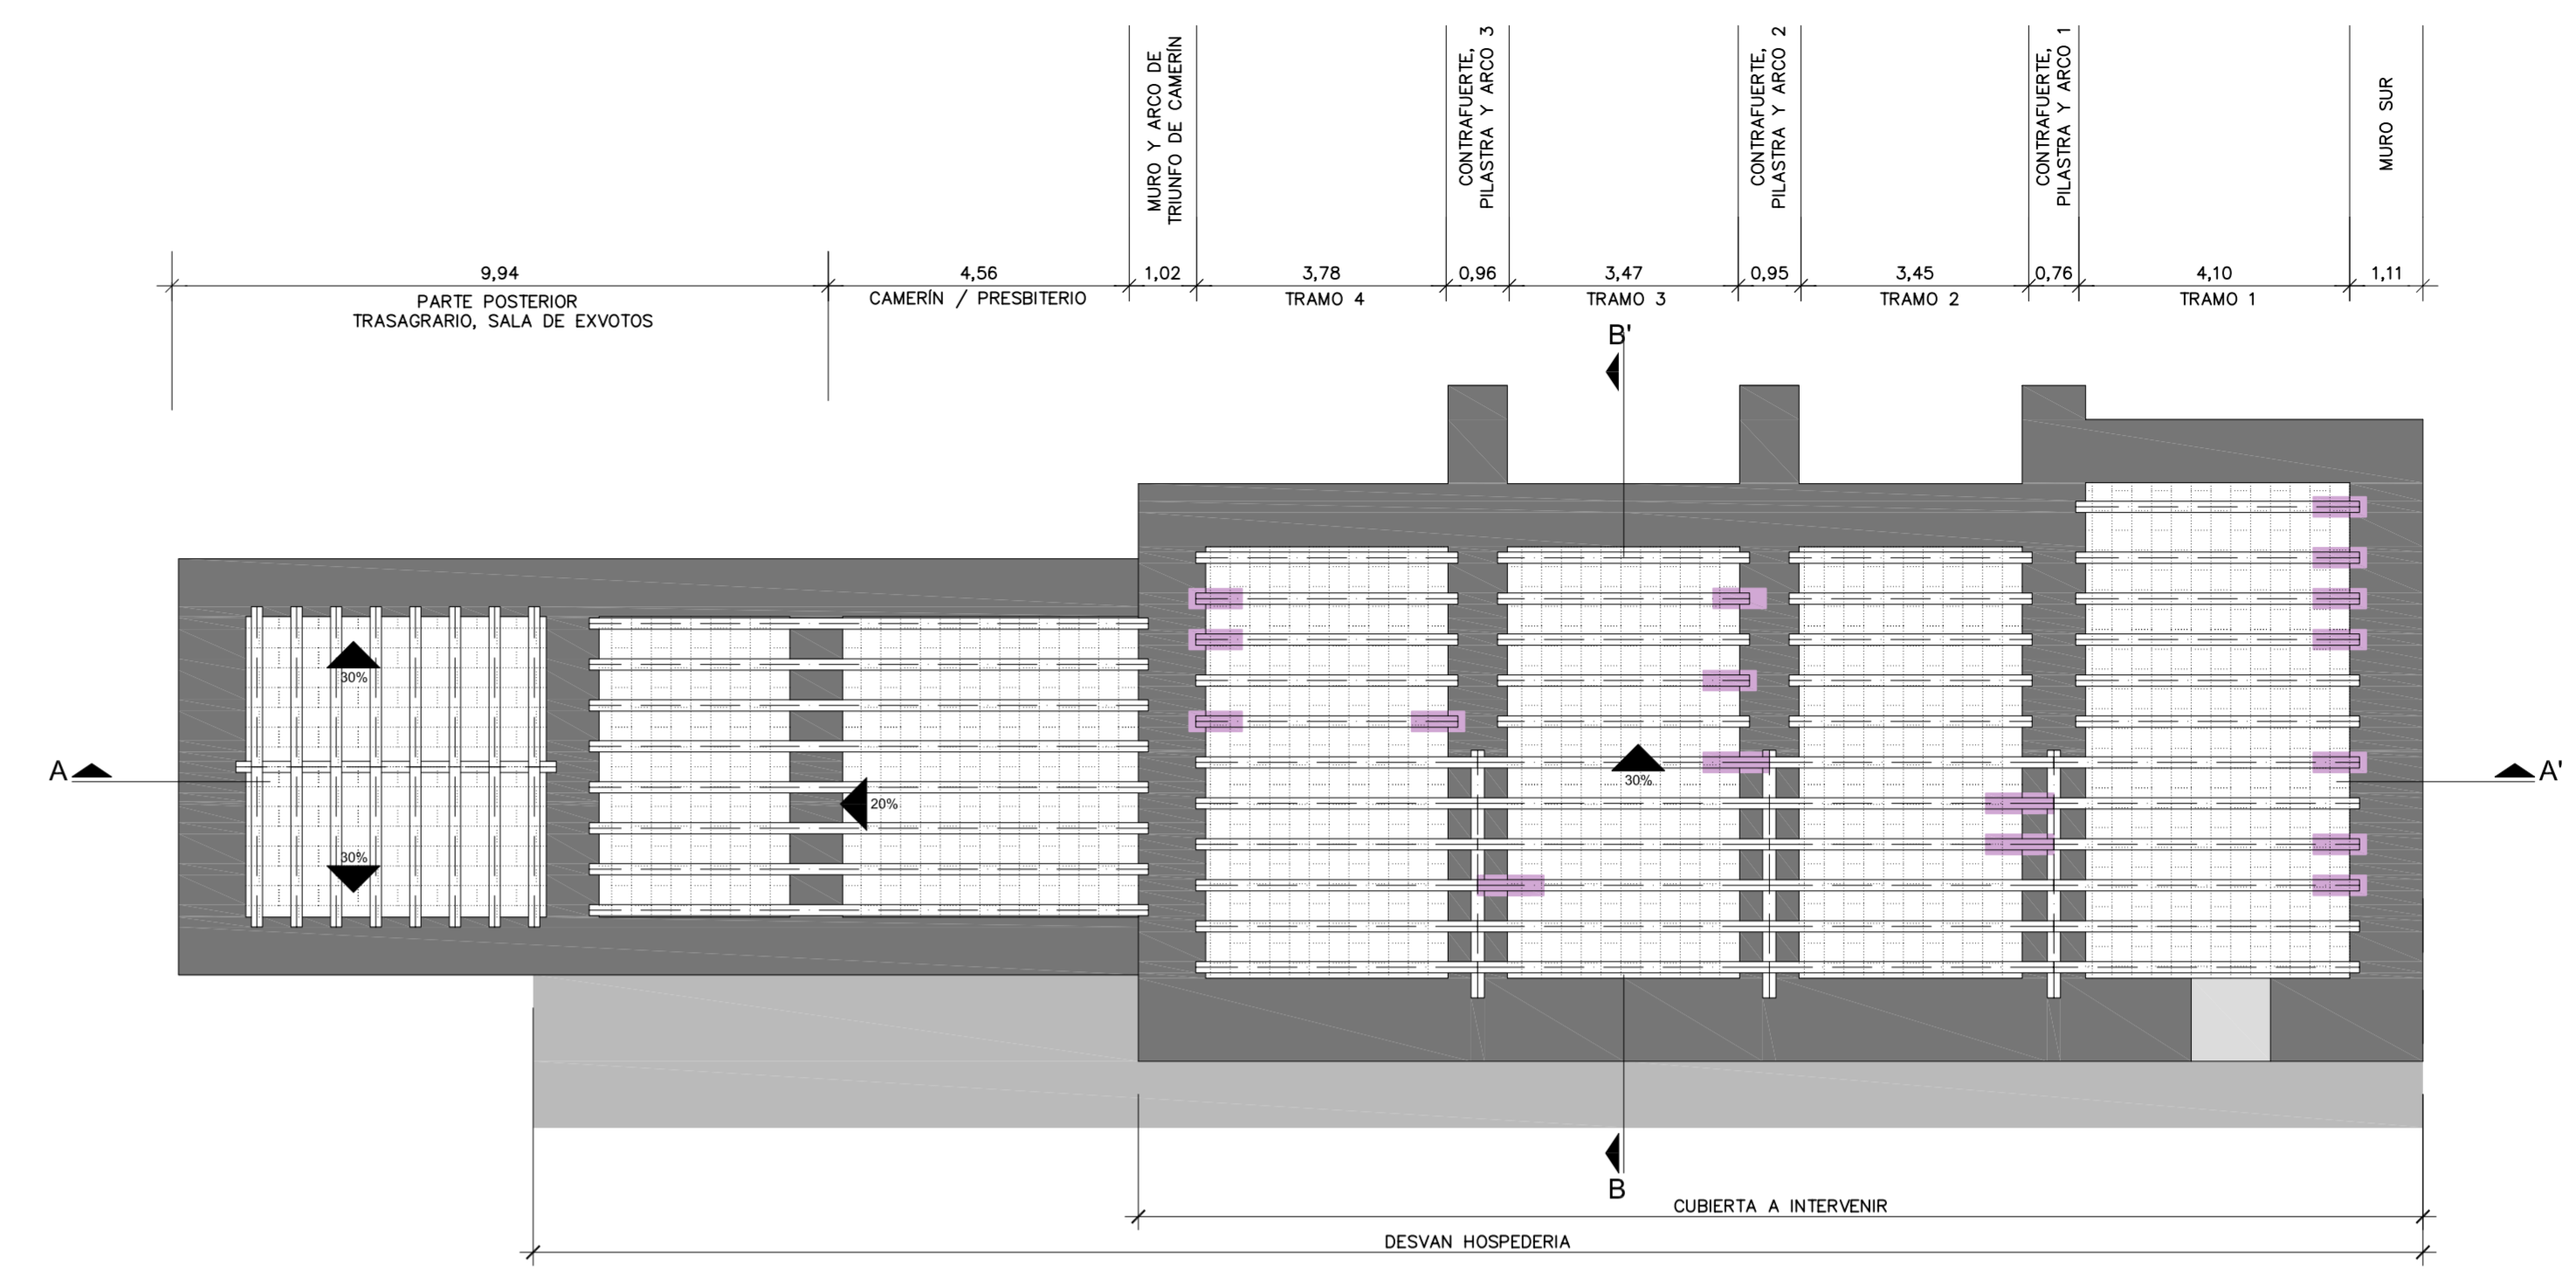 MURO Y ARCO DE
TRIUNFO DE CAMERÍN
CONTRAFUERTE,
PILASTRA Y ARCO 3
CONTRAFUERTE,
PILASTRA Y ARCO 2
CONTRAFUERTE,
PILASTRA Y ARCO 1
MURO SUR
9,94
4,56
1,02
3,78
0,96
3,47
0,95
3,45
0,76
4,10
1,11
PARTE POSTERIOR
TRASAGRARIO, SALA DE EXVOTOS
CAMERÍN / PRESBITERIO
TRAMO 4
TRAMO 3
TRAMO 2
TRAMO 1
B'
30%
A
30%
A'
20%
30%
B
CUBIERTA A INTERVENIR
DESVAN HOSPEDERIA